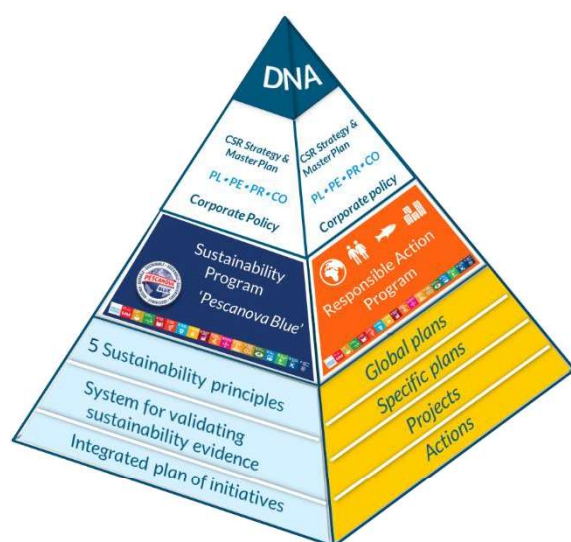 DNA
CSR Strategy &
Master Plan
PL•PE•PR•CO
Corporate Policy
CSR Strategy &
Master Plan
PL•PE•PR•CO
Corporate policy
Sustainability
Program
'Pescanova Blue'
PESCANOVA
BLUE
Responsible Action
Program
5 Sustainability principles
System for validating
sustainability evidence
Integrated plan of initiatives
Global plans
Specific plans
Projects
Actions